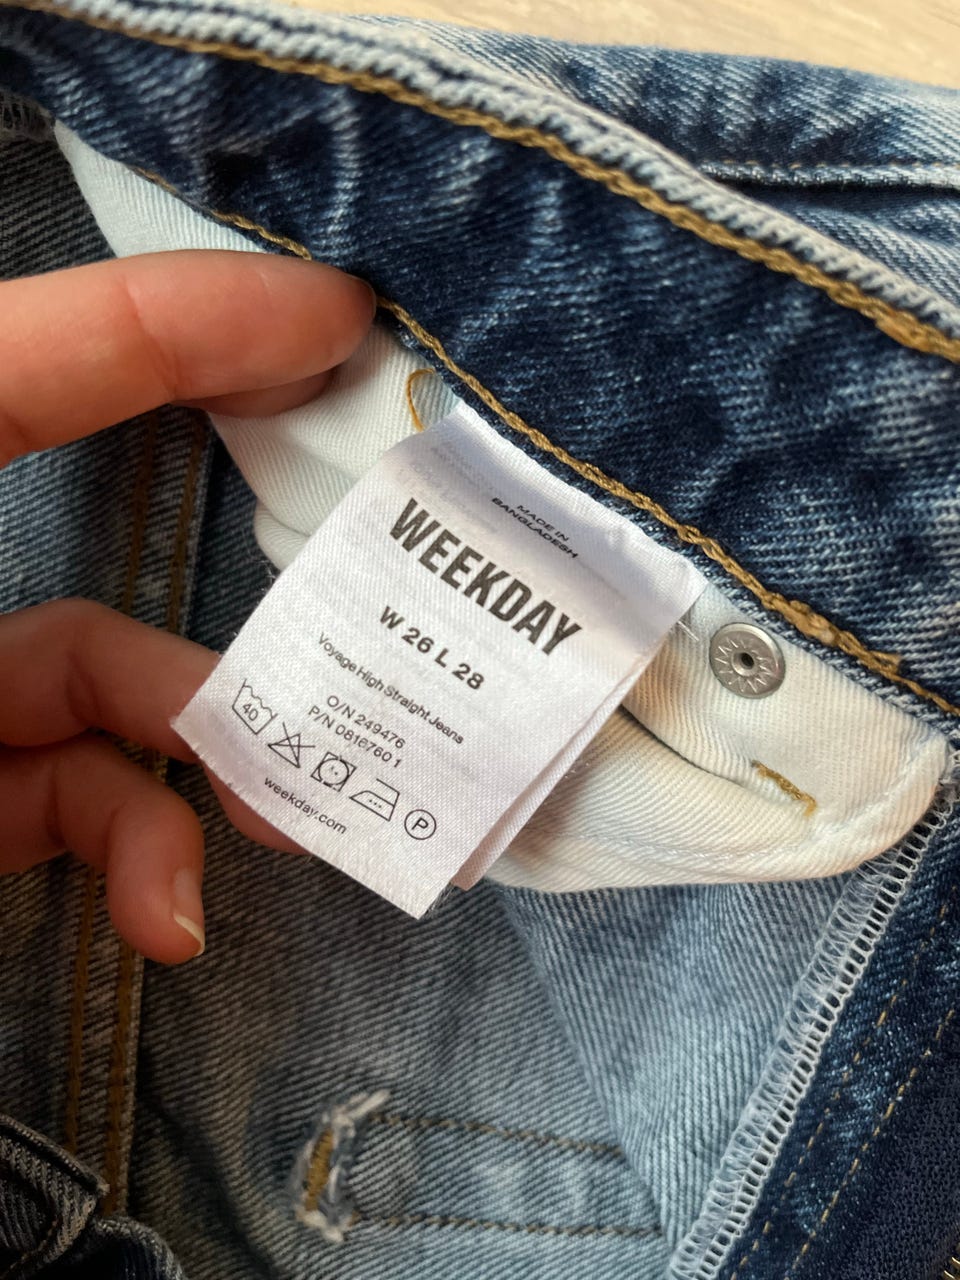 MADE IN
BANGLADESH
WEEKDAY
W 26 L 28
Voyage High Straight Jeans
O/N 249476
P/N 0816760 1
40
P
weekday.com